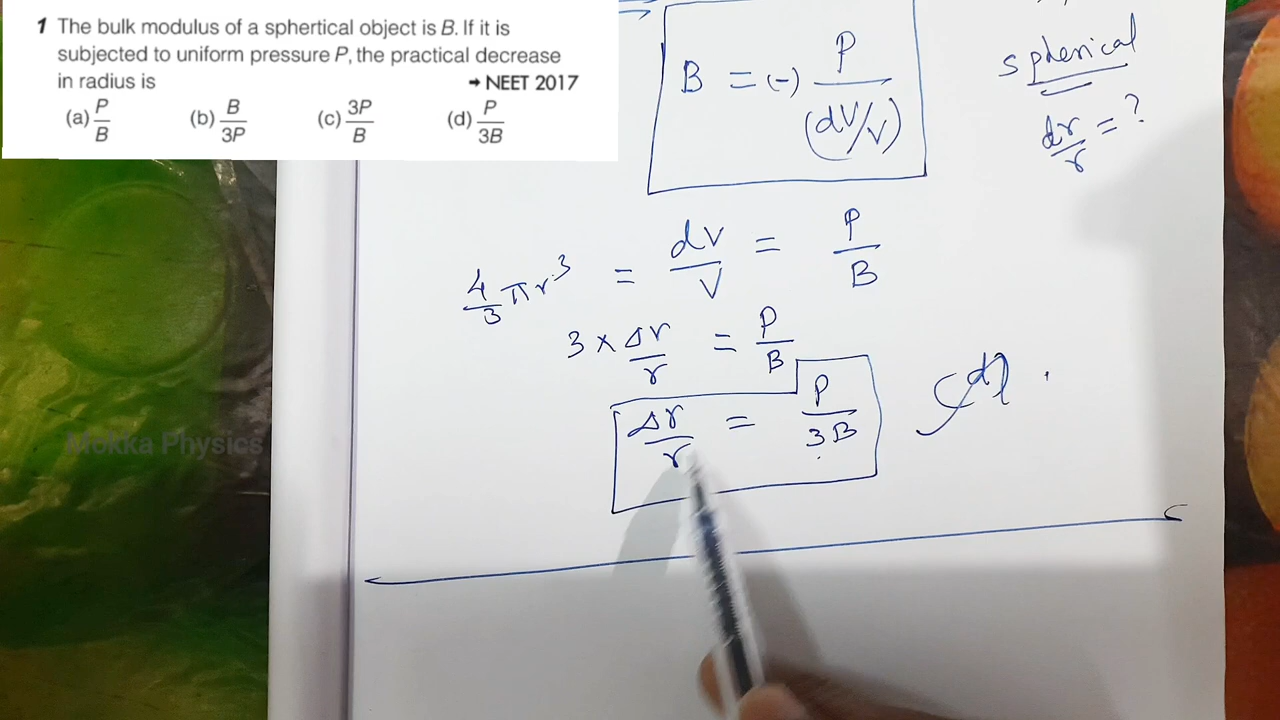 1 The bulk modulus of a sphertical object is B. If it is
subjected to uniform pressure P, the practical decrease
in radius is → NEET 2017
(a) P/B (b) B/3P (c) 3P/B (d) P/3B
B = (-) P/(dV/V)
spherical
dr/r = ?
4/3 πr³ = dV/V = P/B
3 × Δr/r = P/B
Δr/r = P/3B (d)
Mokka Physics